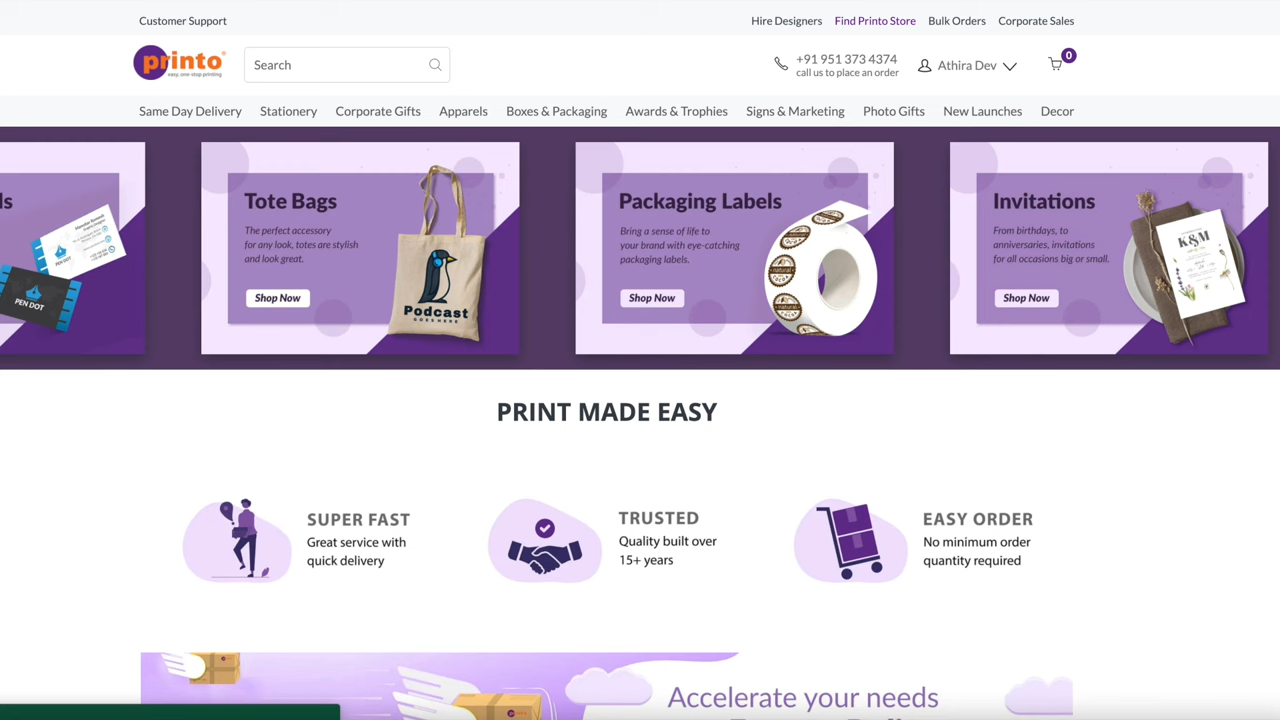 Customer Support
Hire Designers
Find Printo Store
Bulk Orders
Corporate Sales
printo®
easy, one-stop printing
Search
+91 951 373 4374
call us to place an order
Athira Dev
0
Same Day Delivery
Stationery
Corporate Gifts
Apparels
Boxes & Packaging
Awards & Trophies
Signs & Marketing
Photo Gifts
New Launches
Decor
ls
PEN DOT
PEN DOT
Tote Bags
The perfect accessory
for any look, totes are stylish
and look great.
Shop Now
Podcast
GOES HERE
Packaging Labels
Bring a sense of life to
your brand with eye-catching
packaging labels.
Shop Now
natural
Invitations
From birthdays, to
anniversaries, invitations
for all occasions big or small.
Shop Now
K&M
PRINT MADE EASY
SUPER FAST
Great service with
quick delivery
TRUSTED
Quality built over
15+ years
EASY ORDER
No minimum order
quantity required
Accelerate your needs